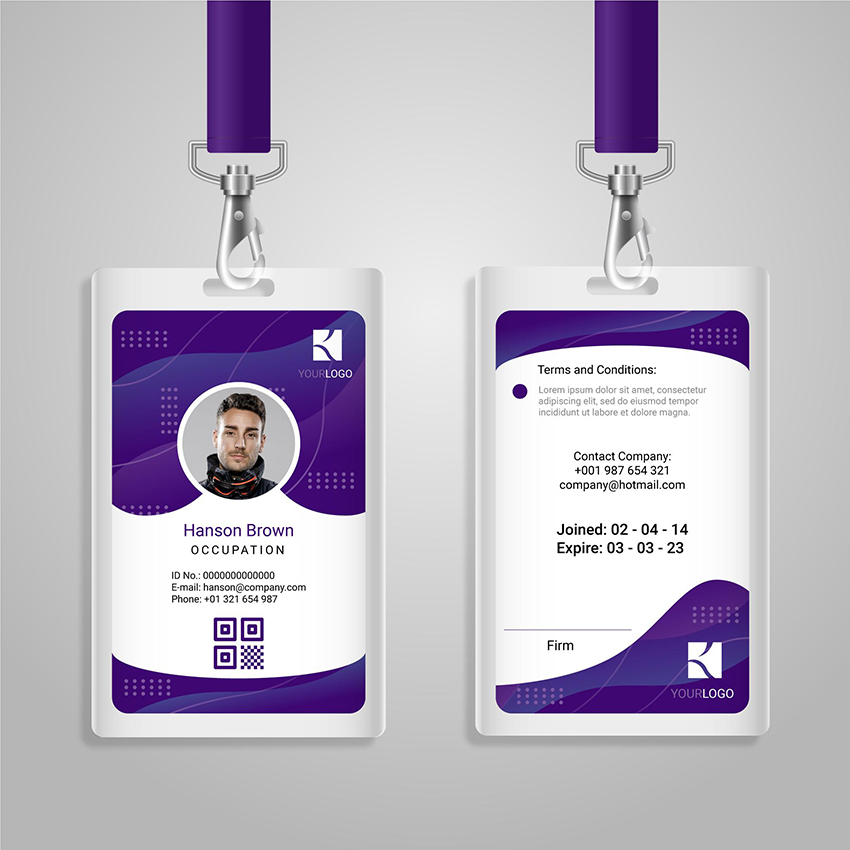 YOURLOGO
Hanson Brown
OCCUPATION
ID No.: 0000000000000
E-mail: hanson@company.com
Phone: +01 321 654 987
Terms and Conditions:
Lorem ipsum dolor sit amet, consectetur
adipiscing elit, sed do eiusmod tempor
incididunt ut labore et dolore magna.
Contact Company:
+001 987 654 321
company@hotmail.com
Joined: 02 - 04 - 14
Expire: 03 - 03 - 23
Firm
YOURLOGO